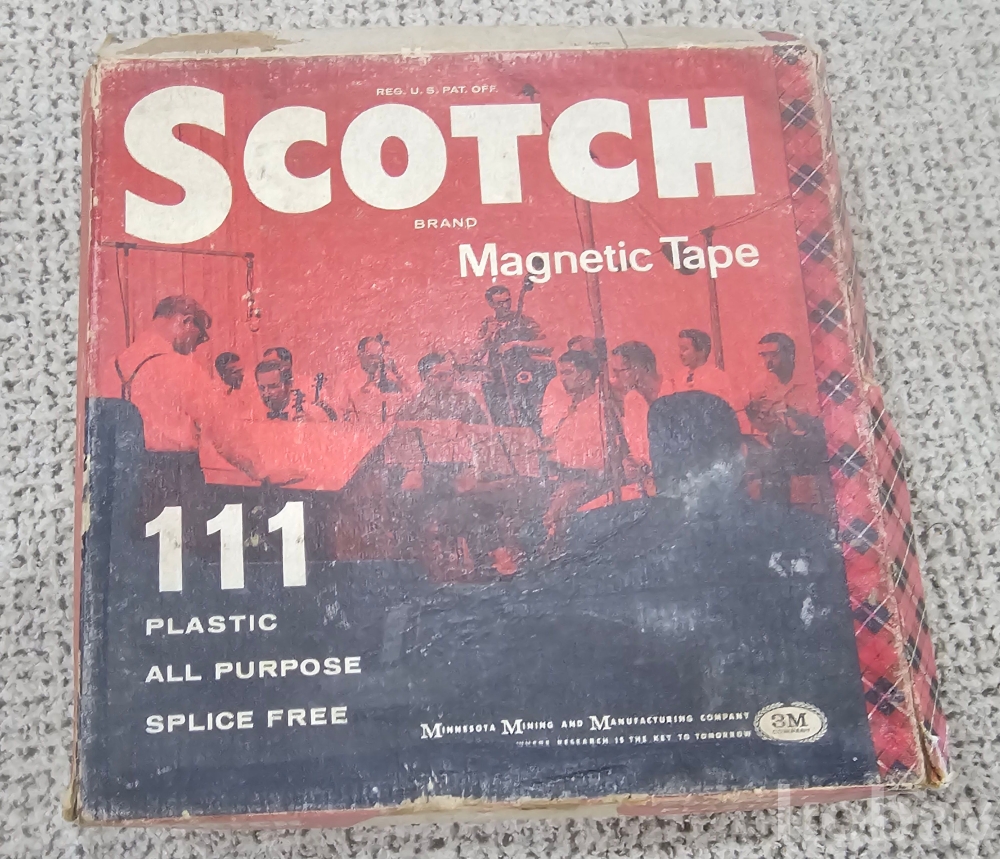 REG. U. S. PAT. OFF.
SCOTCH
BRAND
Magnetic Tape
111
PLASTIC
ALL PURPOSE
SPLICE FREE
MINNESOTA MINING AND MANUFACTURING COMPANY
WHERE RESEARCH IS THE KEY TO TOMORROW
3M
COMPANY